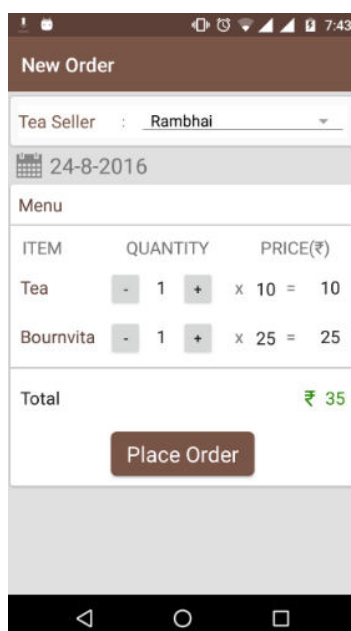 7:43
New Order
Tea Seller : Rambhai
24-8-2016
Menu
ITEM QUANTITY PRICE(₹)
Tea - 1 + x 10 = 10
Bournvita - 1 + x 25 = 25
Total ₹ 35
Place Order